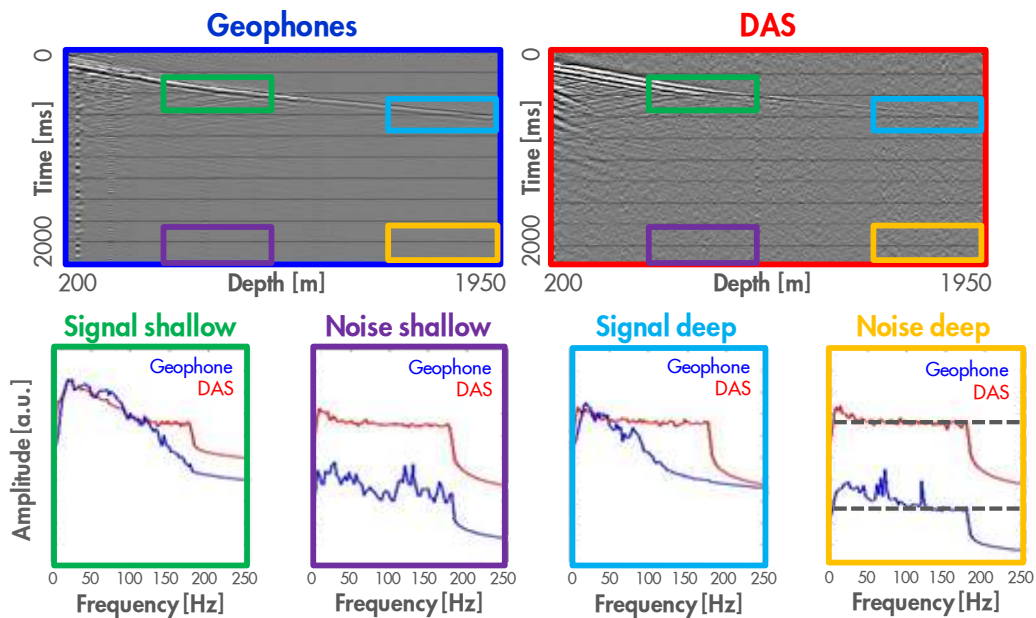 Geophones
DAS
0
Time [ms]
2000
200
Depth [m]
1950
0
Time [ms]
2000
200
Depth [m]
1950
Signal shallow
Noise shallow
Signal deep
Noise deep
Geophone
DAS
Geophone
DAS
Geophone
DAS
Geophone
DAS
Amplitude [a.u.]
0 50 100 150 200 250
0 50 100 150 200 250
0 50 100 150 200 250
0 50 100 150 200 250
Frequency [Hz]
Frequency [Hz]
Frequency [Hz]
Frequency [Hz]